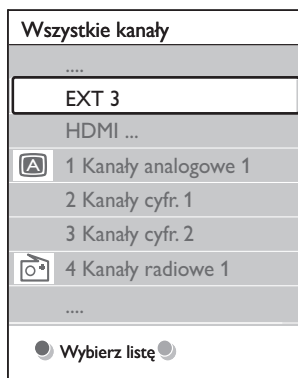 Wszystkie kanały
....
EXT 3
HDMI ...
A 1 Kanały analogowe 1
2 Kanały cyfr. 1
3 Kanały cyfr. 2
4 Kanały radiowe 1
....
Wybierz listę